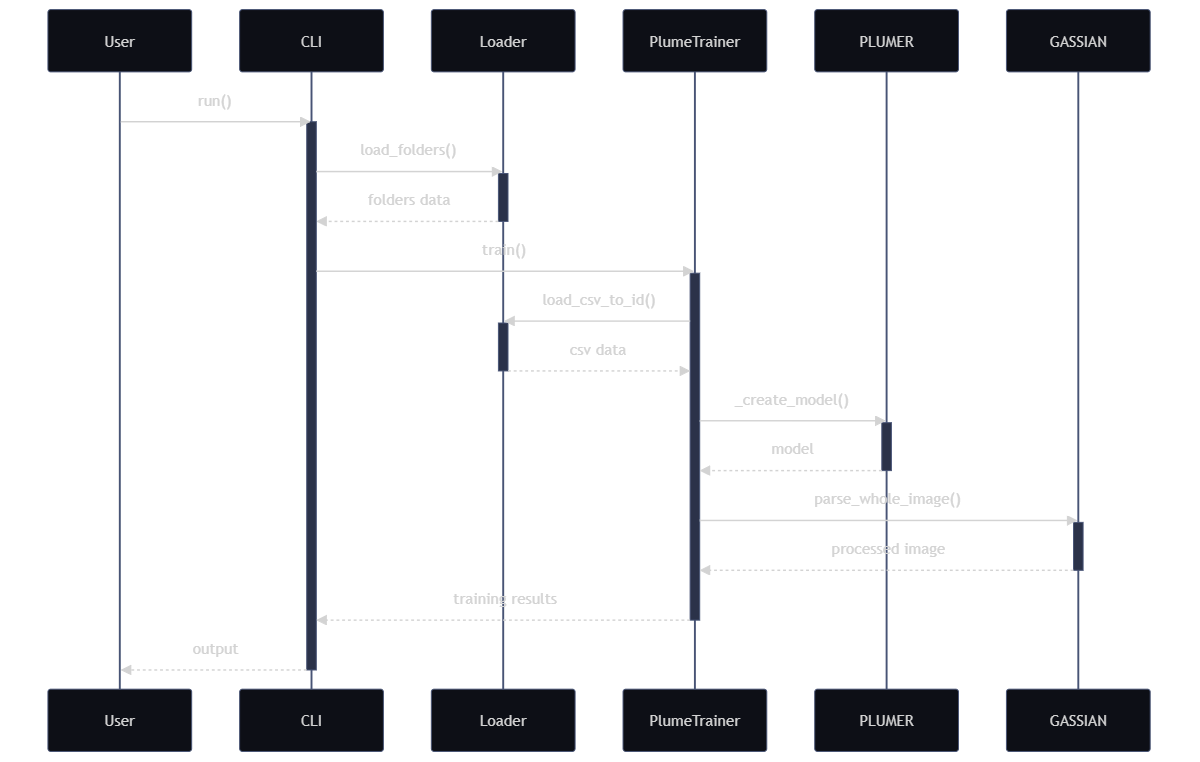 User
CLI
Loader
PlumeTrainer
PLUMER
GASSIAN
run()
load_folders()
folders data
train()
load_csv_to_id()
csv data
_create_model()
model
parse_whole_image()
processed image
training results
output
User
CLI
Loader
PlumeTrainer
PLUMER
GASSIAN